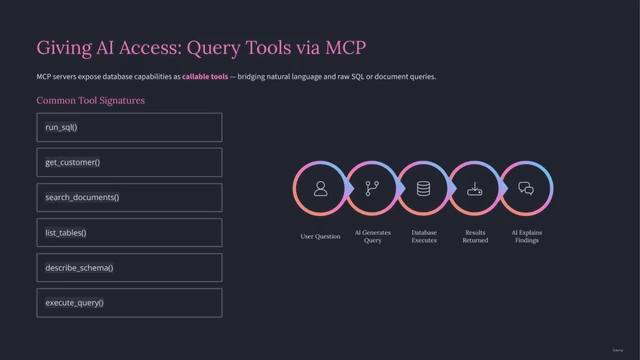 Giving AI Access: Query Tools via MCP
MCP servers expose database capabilities as callable tools — bridging natural language and raw SQL or document queries.
Common Tool Signatures
run_sql()
get_customer()
search_documents()
list_tables()
describe_schema()
execute_query()
User Question
AI Generates
Query
Database
Executes
Results
Returned
AI Explains
Findings